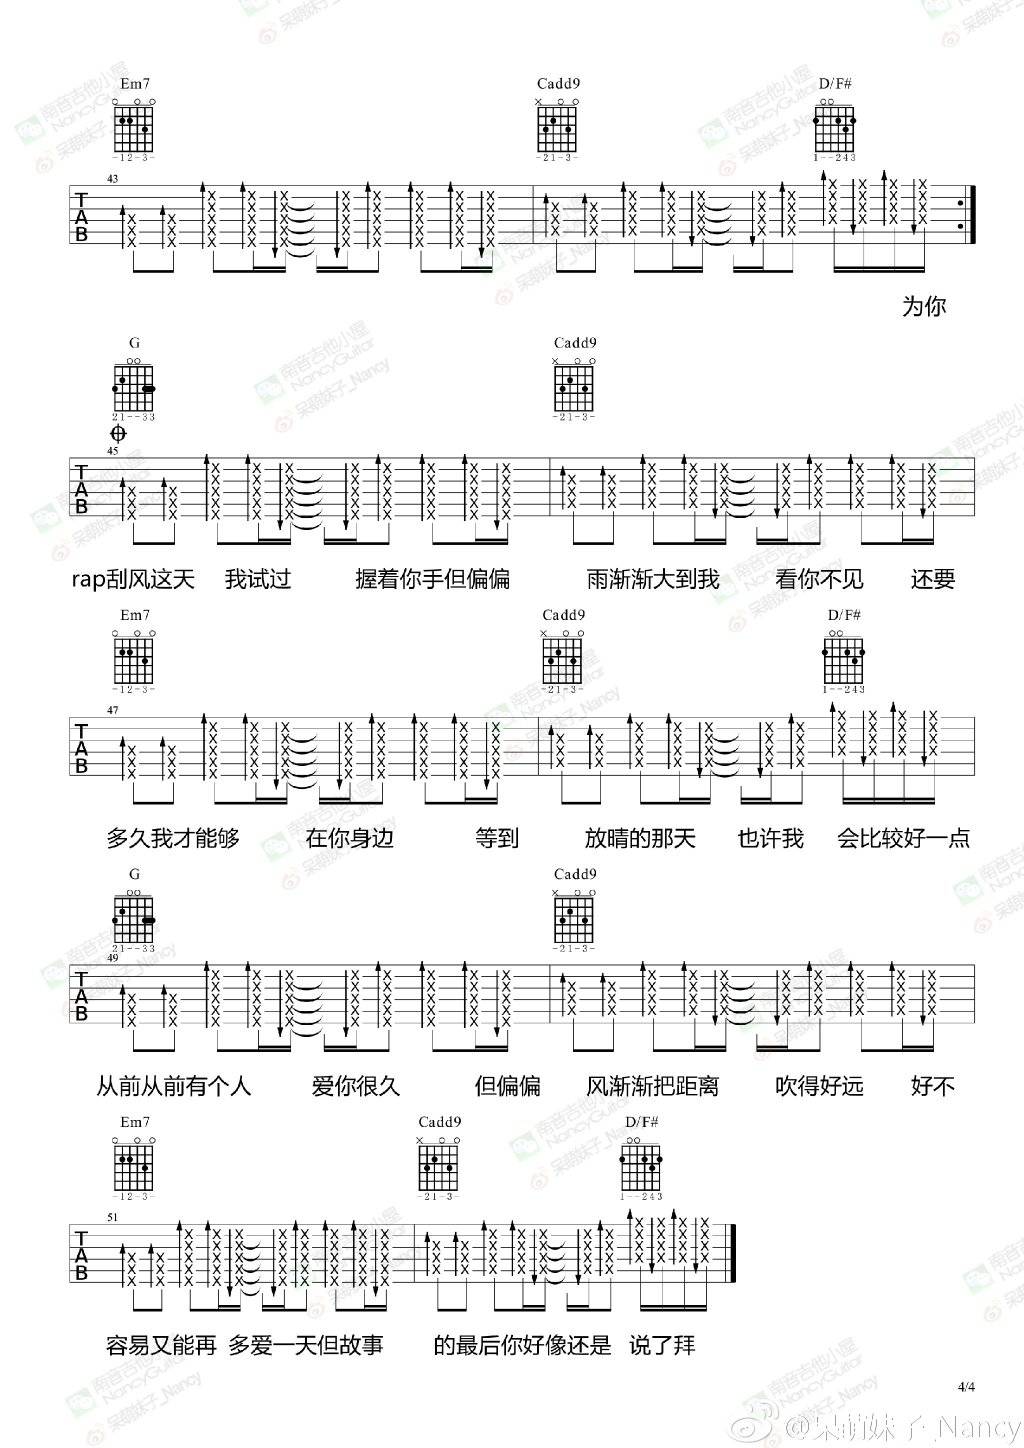 Em7 Cadd9 D/F#
-12-3- -21-3- 1--243
43
TAB
为你
G Cadd9
21--33 -21-3-
45
TAB
rap刮风这天 我试过 握着你手但偏偏 雨渐渐大到我 看你不见 还要
Em7 Cadd9 D/F#
-12-3- -21-3- 1--243
47
TAB
多久我才能够 在你身边 等到 放晴的那天 也许我 会比较好一点
G Cadd9
21--33 -21-3-
49
TAB
从前从前有个人 爱你很久 但偏偏 风渐渐把距离 吹得好远 好不
Em7 Cadd9 D/F#
-12-3- -21-3- 1--243
51
TAB
容易又能再 多爱一天但故事 的最后你好像还是 说了拜
4/4
@呆萌妹子_Nancy
南音吉他小屋
NancyGuitar
呆萌妹子_Nancy